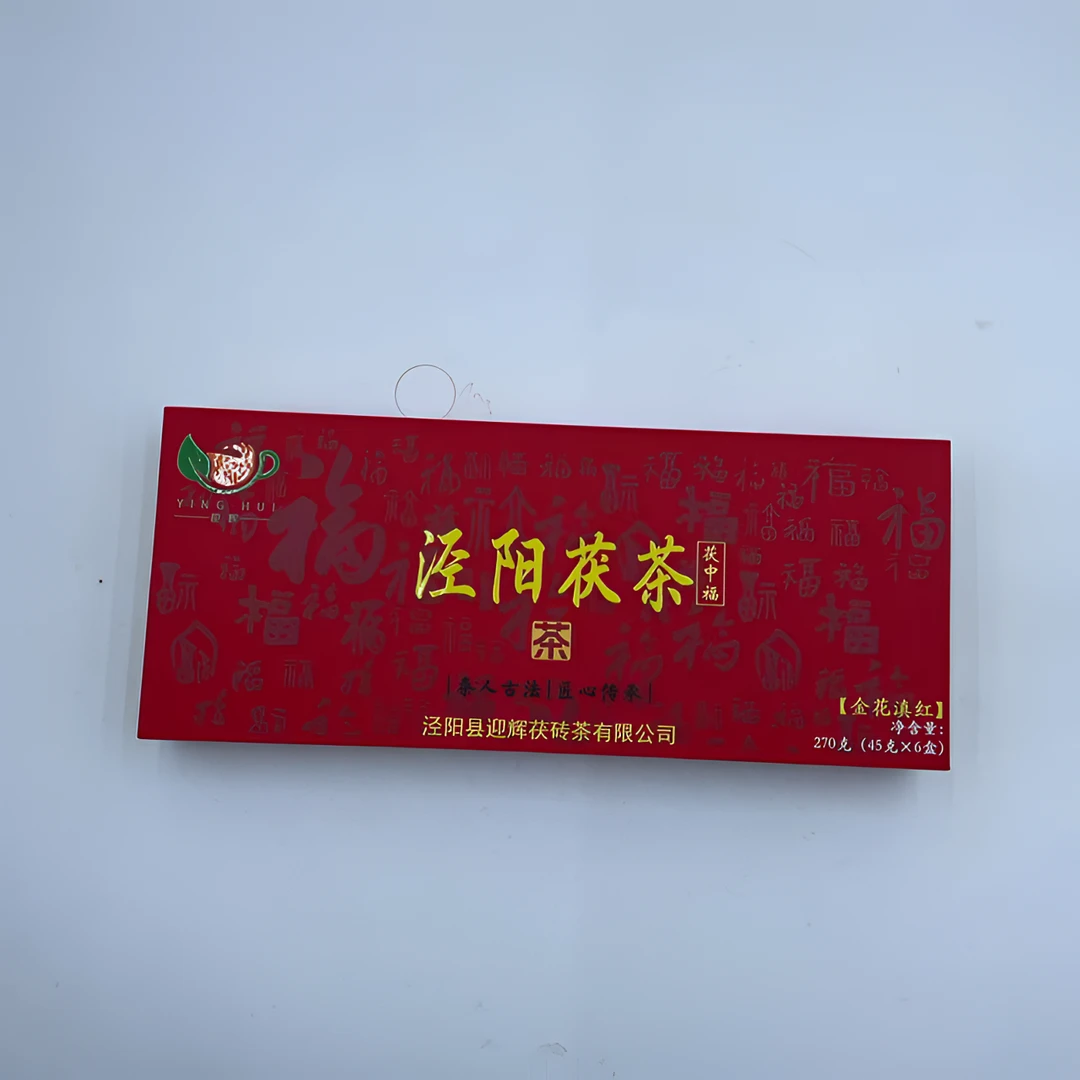 YING HUI
迎辉
泾阳茯茶
茯中福
茶
|秦人古法|匠心传承|
泾阳县迎辉茯砖茶有限公司
【金花滇红】
净含量:
270克（45克×6盒）